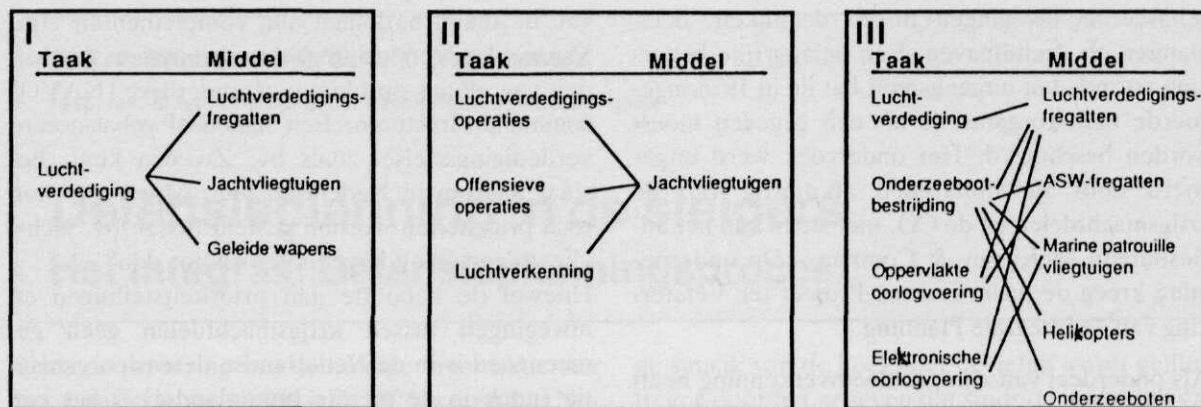 I
Taak Middel
Luchtverdedigings-
fregatten
Lucht-
verdediging
Jachtvliegtuigen
Geleide wapens
II
Taak Middel
Luchtverdedigings-
operaties
Offensieve
operaties
Jachtvliegtuigen
Luchtverkenning
III
Taak Middel
Lucht-
verdediging
Luchtverdedigings-
fregatten
Onderzeeboot-
bestrijding
ASW-fregatten
Oppervlakte
oorlogvoering
Marine patrouille
vliegtuigen
Helikopters
Elektronische
oorlogvoering
Onderzeeboten